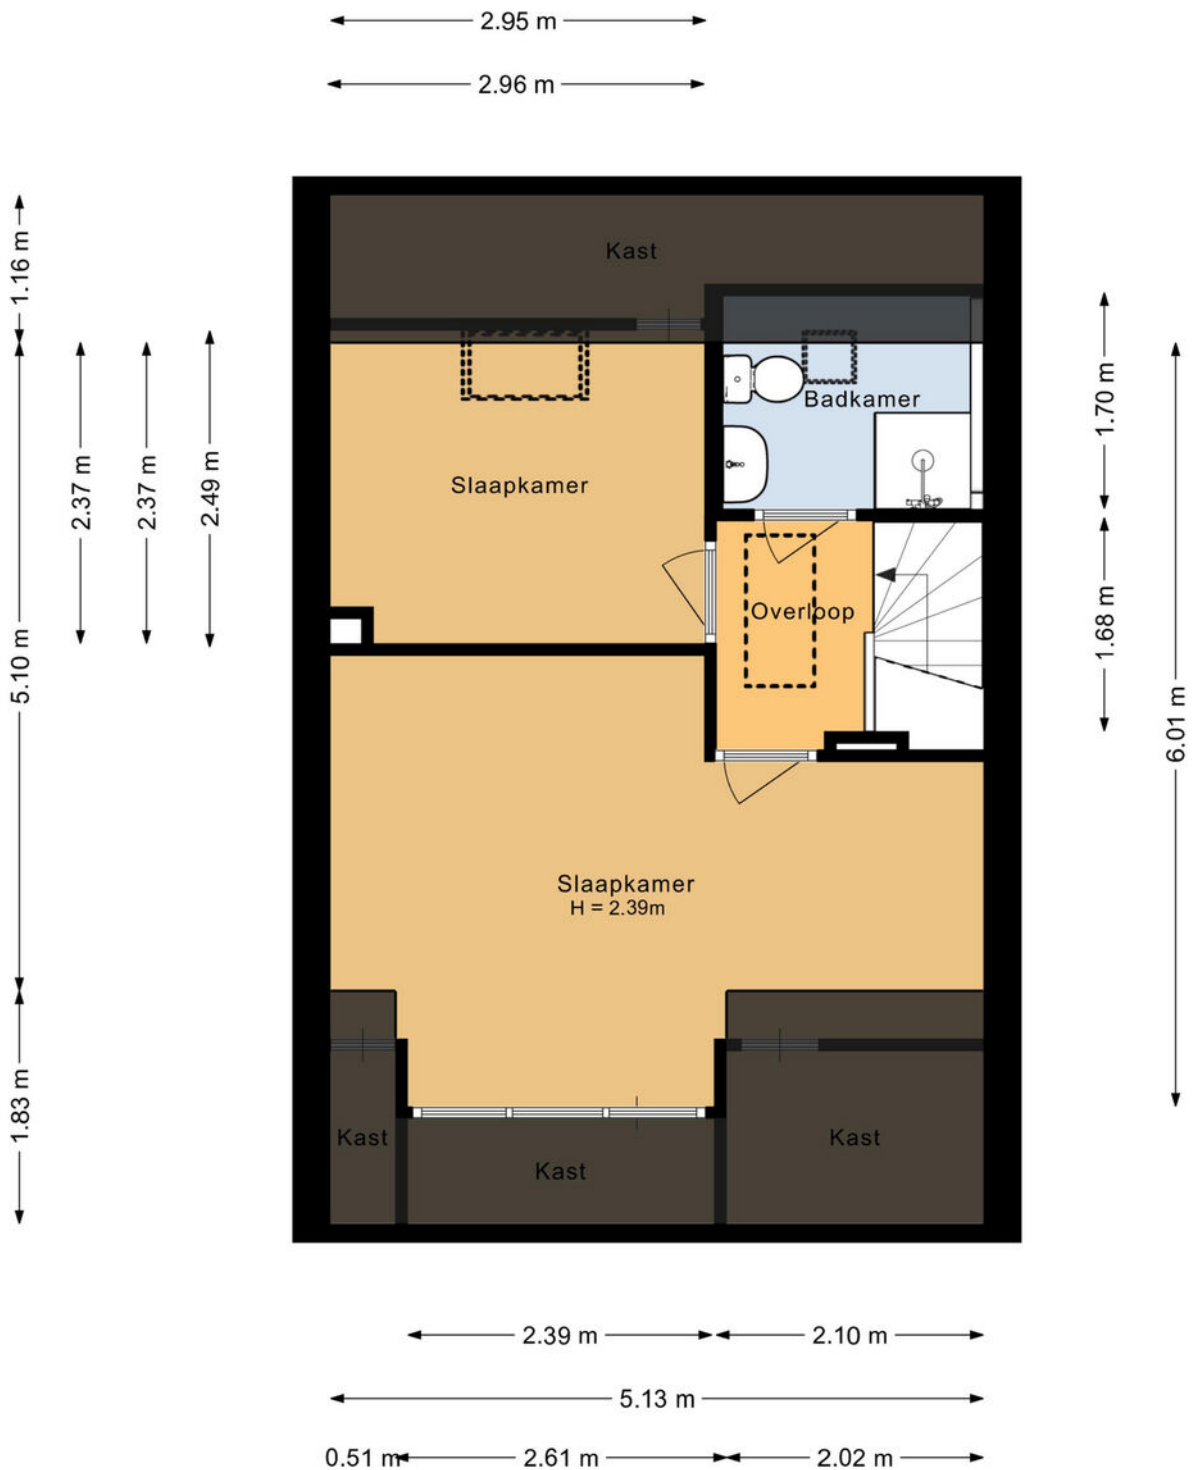 2.95 m
2.96 m
1.16 m
5.10 m
1.83 m
2.37 m
2.37 m
2.49 m
Kast
Badkamer
Slaapkamer
Overloop
Slaapkamer
H = 2.39m
Kast
Kast
Kast
1.70 m
1.68 m
6.01 m
2.39 m
2.10 m
5.13 m
0.51 m
2.61 m
2.02 m